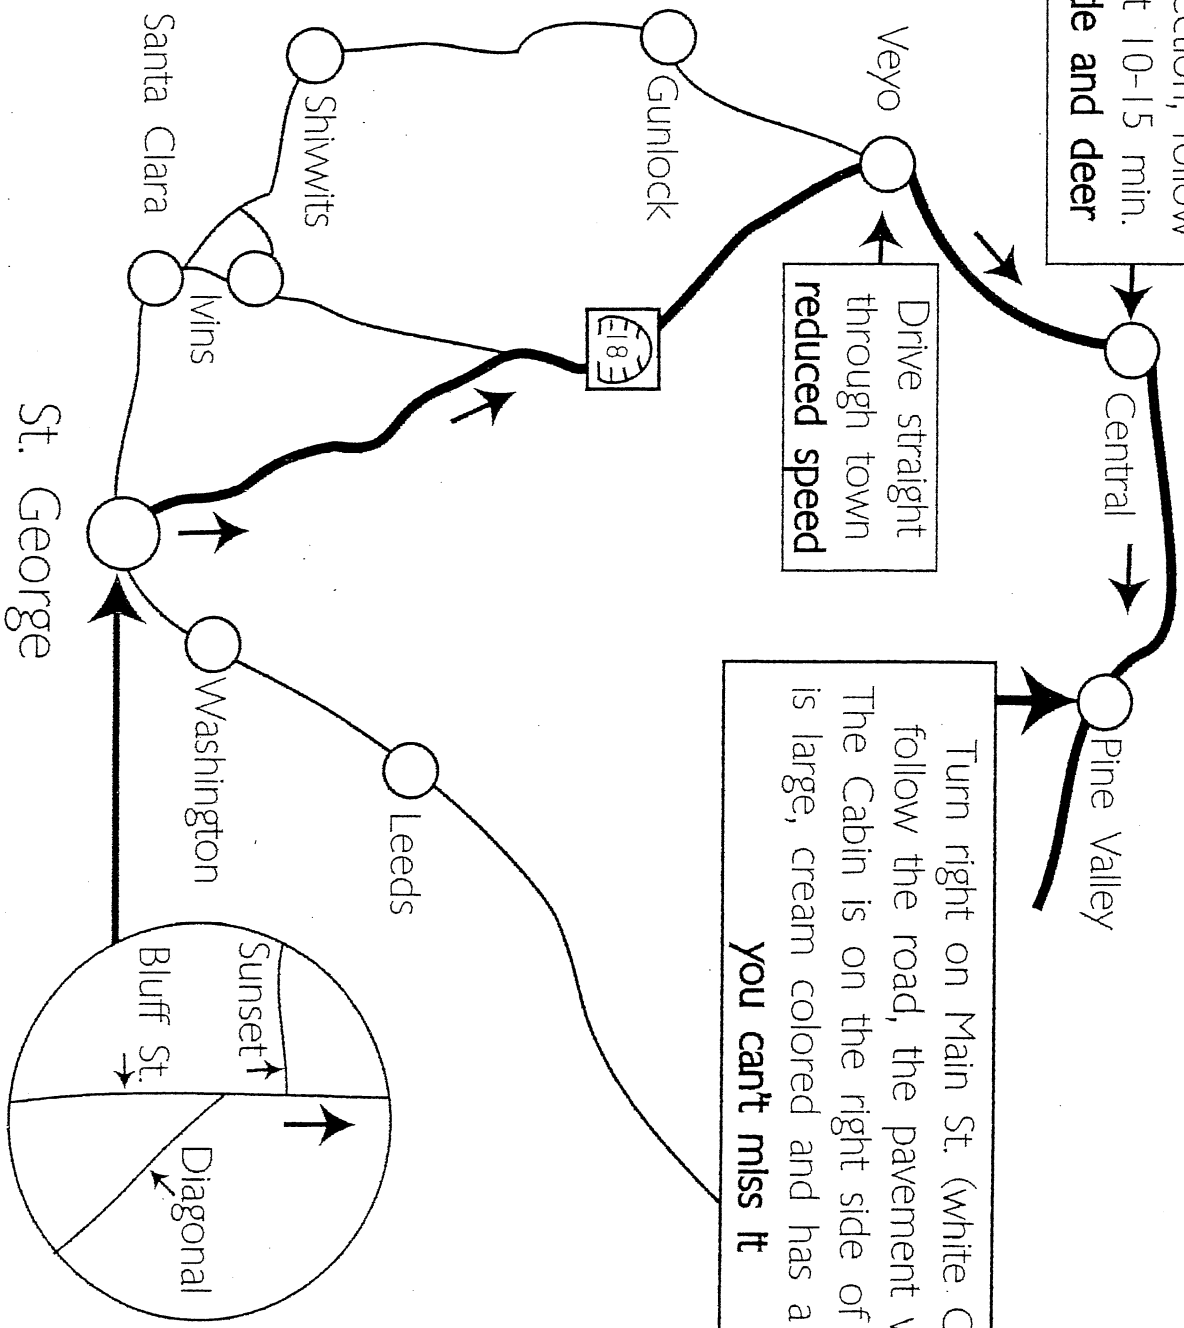 ection, follow
t 10-15 min.
de and deer
Turn right on Main St. (white C
follow the road, the pavement
The Cabin is on the right side of
is large, cream colored and has a
you can't miss it
Drive straight
through town
reduced speed
Central
Pine Valley
Veyo
Gunlock
18
Shivwits
Santa Clara
Ivins
Leeds
Washington
St. George
Sunset
Bluff St.
Diagonal